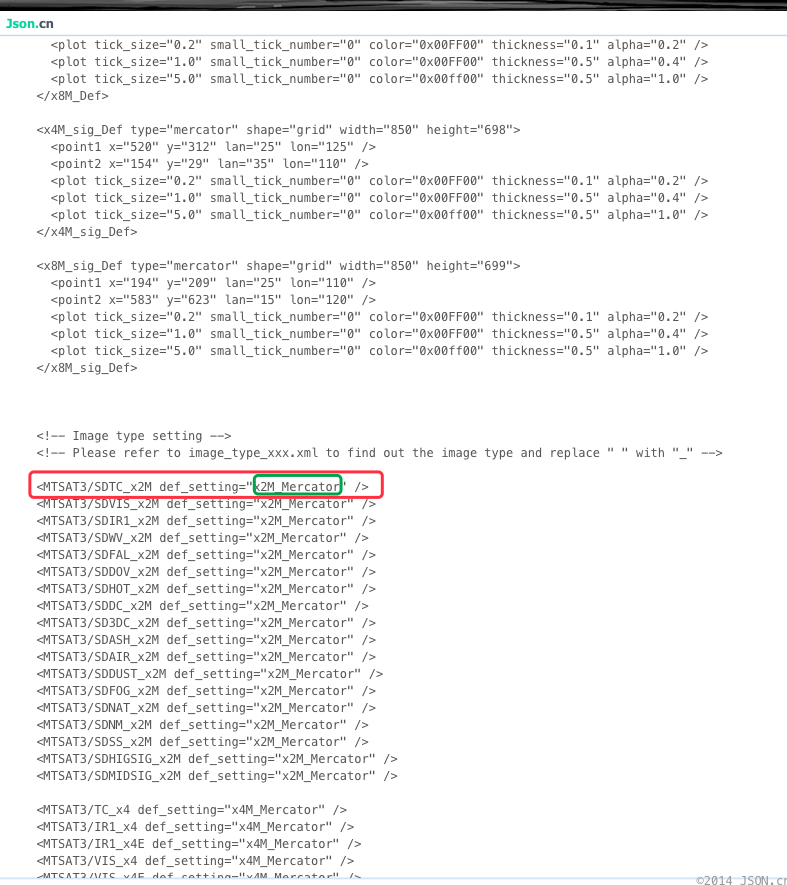 Json.cn
<plot tick_size="0.2" small_tick_number="0" color="0x00FF00" thickness="0.1" alpha="0.2" />
<plot tick_size="1.0" small_tick_number="0" color="0x00FF00" thickness="0.5" alpha="0.4" />
<plot tick_size="5.0" small_tick_number="0" color="0x00ff00" thickness="0.5" alpha="1.0" />
</x8M_Def>
<x4M_sig_Def type="mercator" shape="grid" width="850" height="698">
<point1 x="520" y="312" lan="25" lon="125" />
<point2 x="154" y="29" lan="35" lon="110" />
<plot tick_size="0.2" small_tick_number="0" color="0x00FF00" thickness="0.1" alpha="0.2" />
<plot tick_size="1.0" small_tick_number="0" color="0x00FF00" thickness="0.5" alpha="0.4" />
<plot tick_size="5.0" small_tick_number="0" color="0x00ff00" thickness="0.5" alpha="1.0" />
</x4M_sig_Def>
<x8M_sig_Def type="mercator" shape="grid" width="850" height="699">
<point1 x="194" y="209" lan="25" lon="110" />
<point2 x="583" y="623" lan="15" lon="120" />
<plot tick_size="0.2" small_tick_number="0" color="0x00FF00" thickness="0.1" alpha="0.2" />
<plot tick_size="1.0" small_tick_number="0" color="0x00FF00" thickness="0.5" alpha="0.4" />
<plot tick_size="5.0" small_tick_number="0" color="0x00ff00" thickness="0.5" alpha="1.0" />
</x8M_sig_Def>
<!-- Image type setting -->
<!-- Please refer to image_type_xxx.xml to find out the image type and replace " " with "_" -->
<MTSAT3/SDTC_x2M def_setting="x2M_Mercator" />
<MTSAT3/SDVIS_x2M def_setting="x2M_Mercator" />
<MTSAT3/SDIR1_x2M def_setting="x2M_Mercator" />
<MTSAT3/SDWV_x2M def_setting="x2M_Mercator" />
<MTSAT3/SDFAL_x2M def_setting="x2M_Mercator" />
<MTSAT3/SDDOV_x2M def_setting="x2M_Mercator" />
<MTSAT3/SDHOT_x2M def_setting="x2M_Mercator" />
<MTSAT3/SDDC_x2M def_setting="x2M_Mercator" />
<MTSAT3/SD3DC_x2M def_setting="x2M_Mercator" />
<MTSAT3/SDASH_x2M def_setting="x2M_Mercator" />
<MTSAT3/SDAIR_x2M def_setting="x2M_Mercator" />
<MTSAT3/SDDUST_x2M def_setting="x2M_Mercator" />
<MTSAT3/SDFOG_x2M def_setting="x2M_Mercator" />
<MTSAT3/SDNAT_x2M def_setting="x2M_Mercator" />
<MTSAT3/SDNM_x2M def_setting="x2M_Mercator" />
<MTSAT3/SDSS_x2M def_setting="x2M_Mercator" />
<MTSAT3/SDHIGSIG_x2M def_setting="x2M_Mercator" />
<MTSAT3/SDMIDSIG_x2M def_setting="x2M_Mercator" />
<MTSAT3/TC_x4 def_setting="x4M_Mercator" />
<MTSAT3/IR1_x4 def_setting="x4M_Mercator" />
<MTSAT3/IR1_x4E def_setting="x4M_Mercator" />
<MTSAT3/VIS_x4 def_setting="x4M_Mercator" />
<MTSAT3/VIS_x4E def_setting="x4M_Mercator" />
©2014 JSON.cn